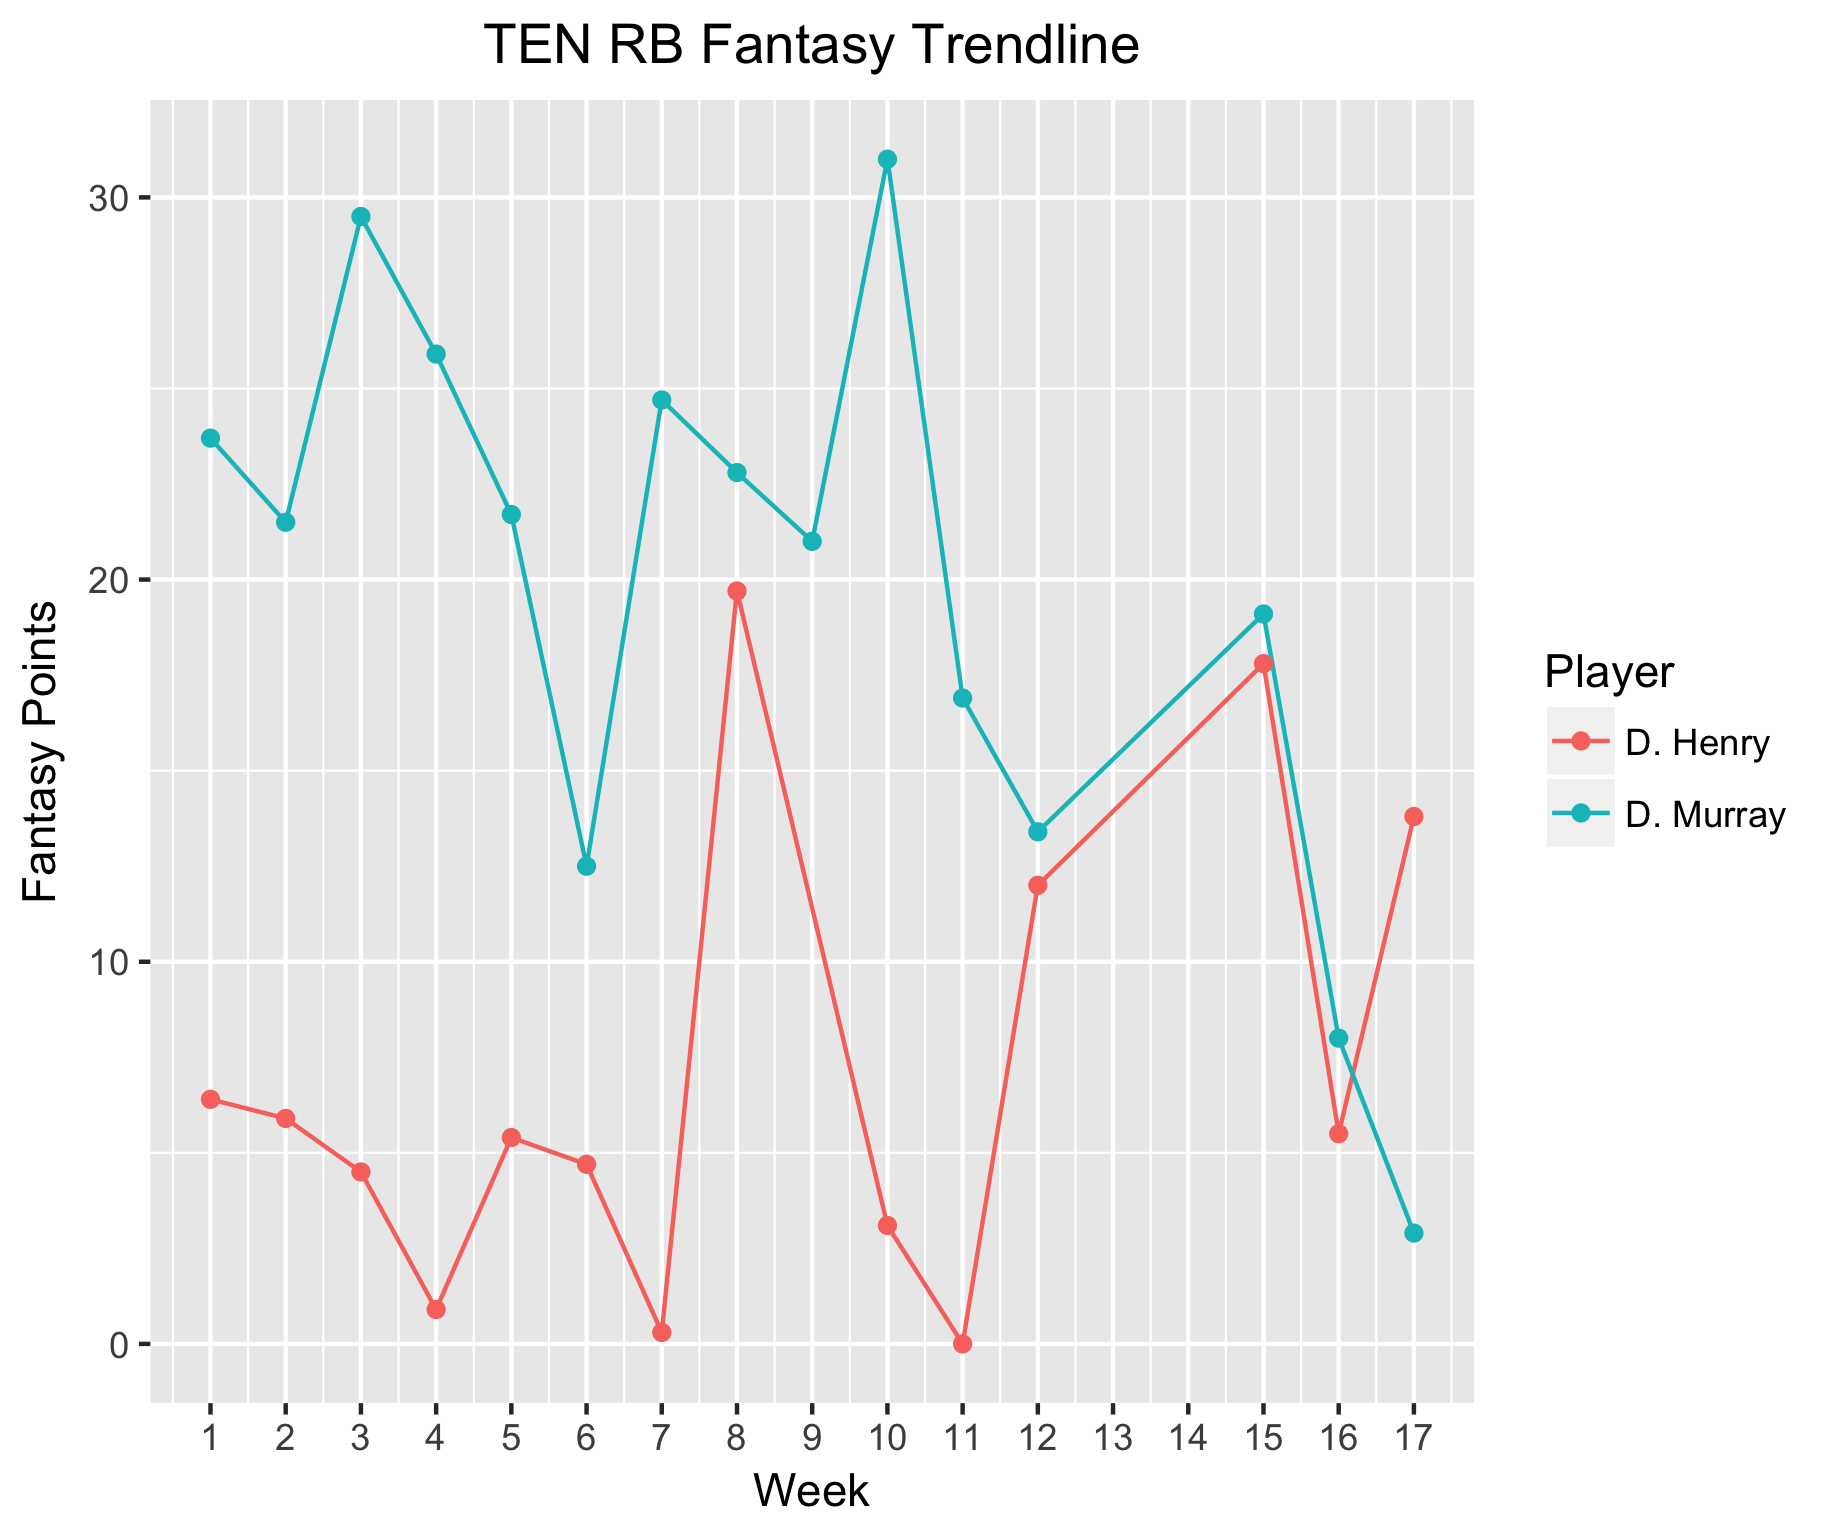 TEN RB Fantasy Trendline
Fantasy Points
30
20
10
0
1 2 3 4 5 6 7 8 9 10 11 12 13 14 15 16 17
Week
Player
D. Henry
D. Murray